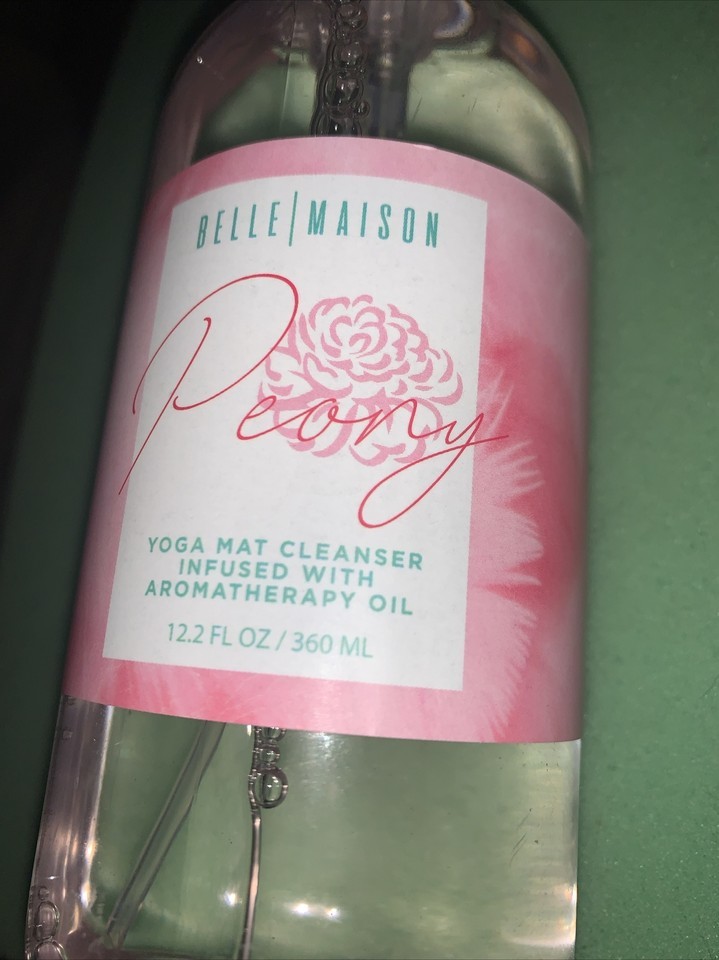 BELLE|MAISON
Peony
YOGA MAT CLEANSER
INFUSED WITH
AROMATHERAPY OIL
12.2 FL OZ / 360 ML